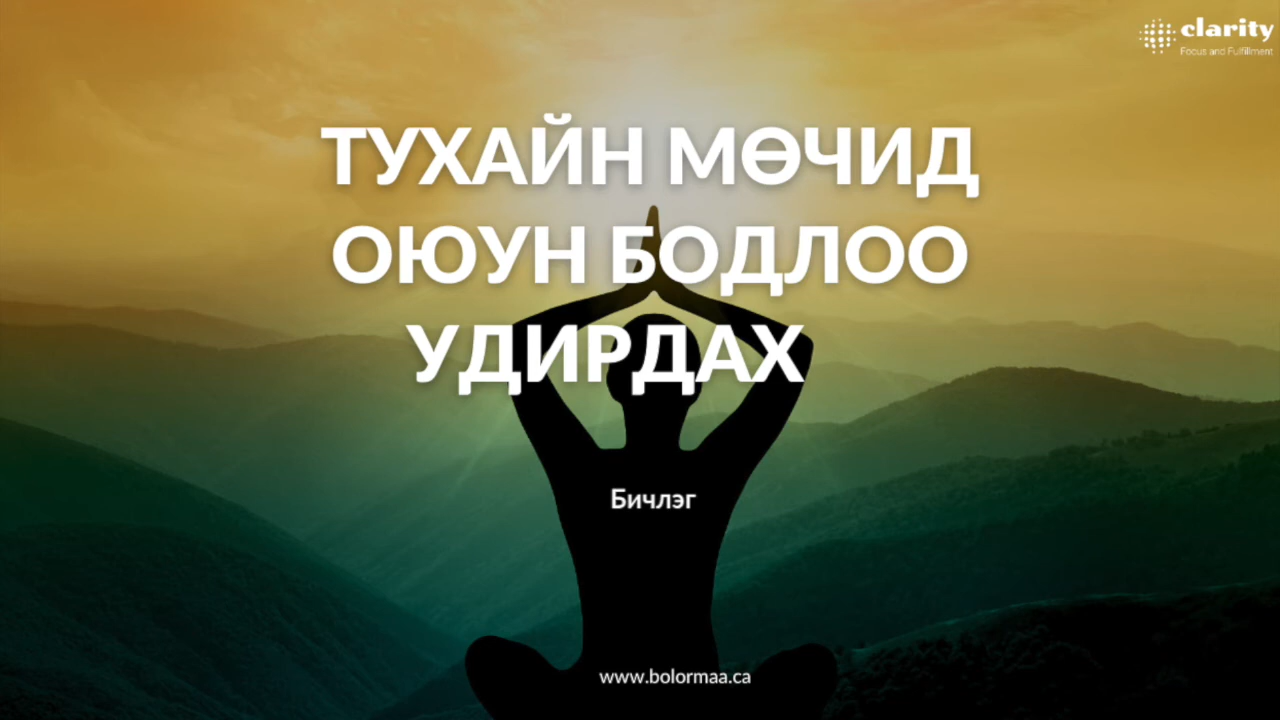 clarity
Focus and Fulfillment
ТУХАЙН МӨЧИД
ОЮУН БОДЛОО
УДИРДАХ
Бичлэг
www.bolormaa.ca